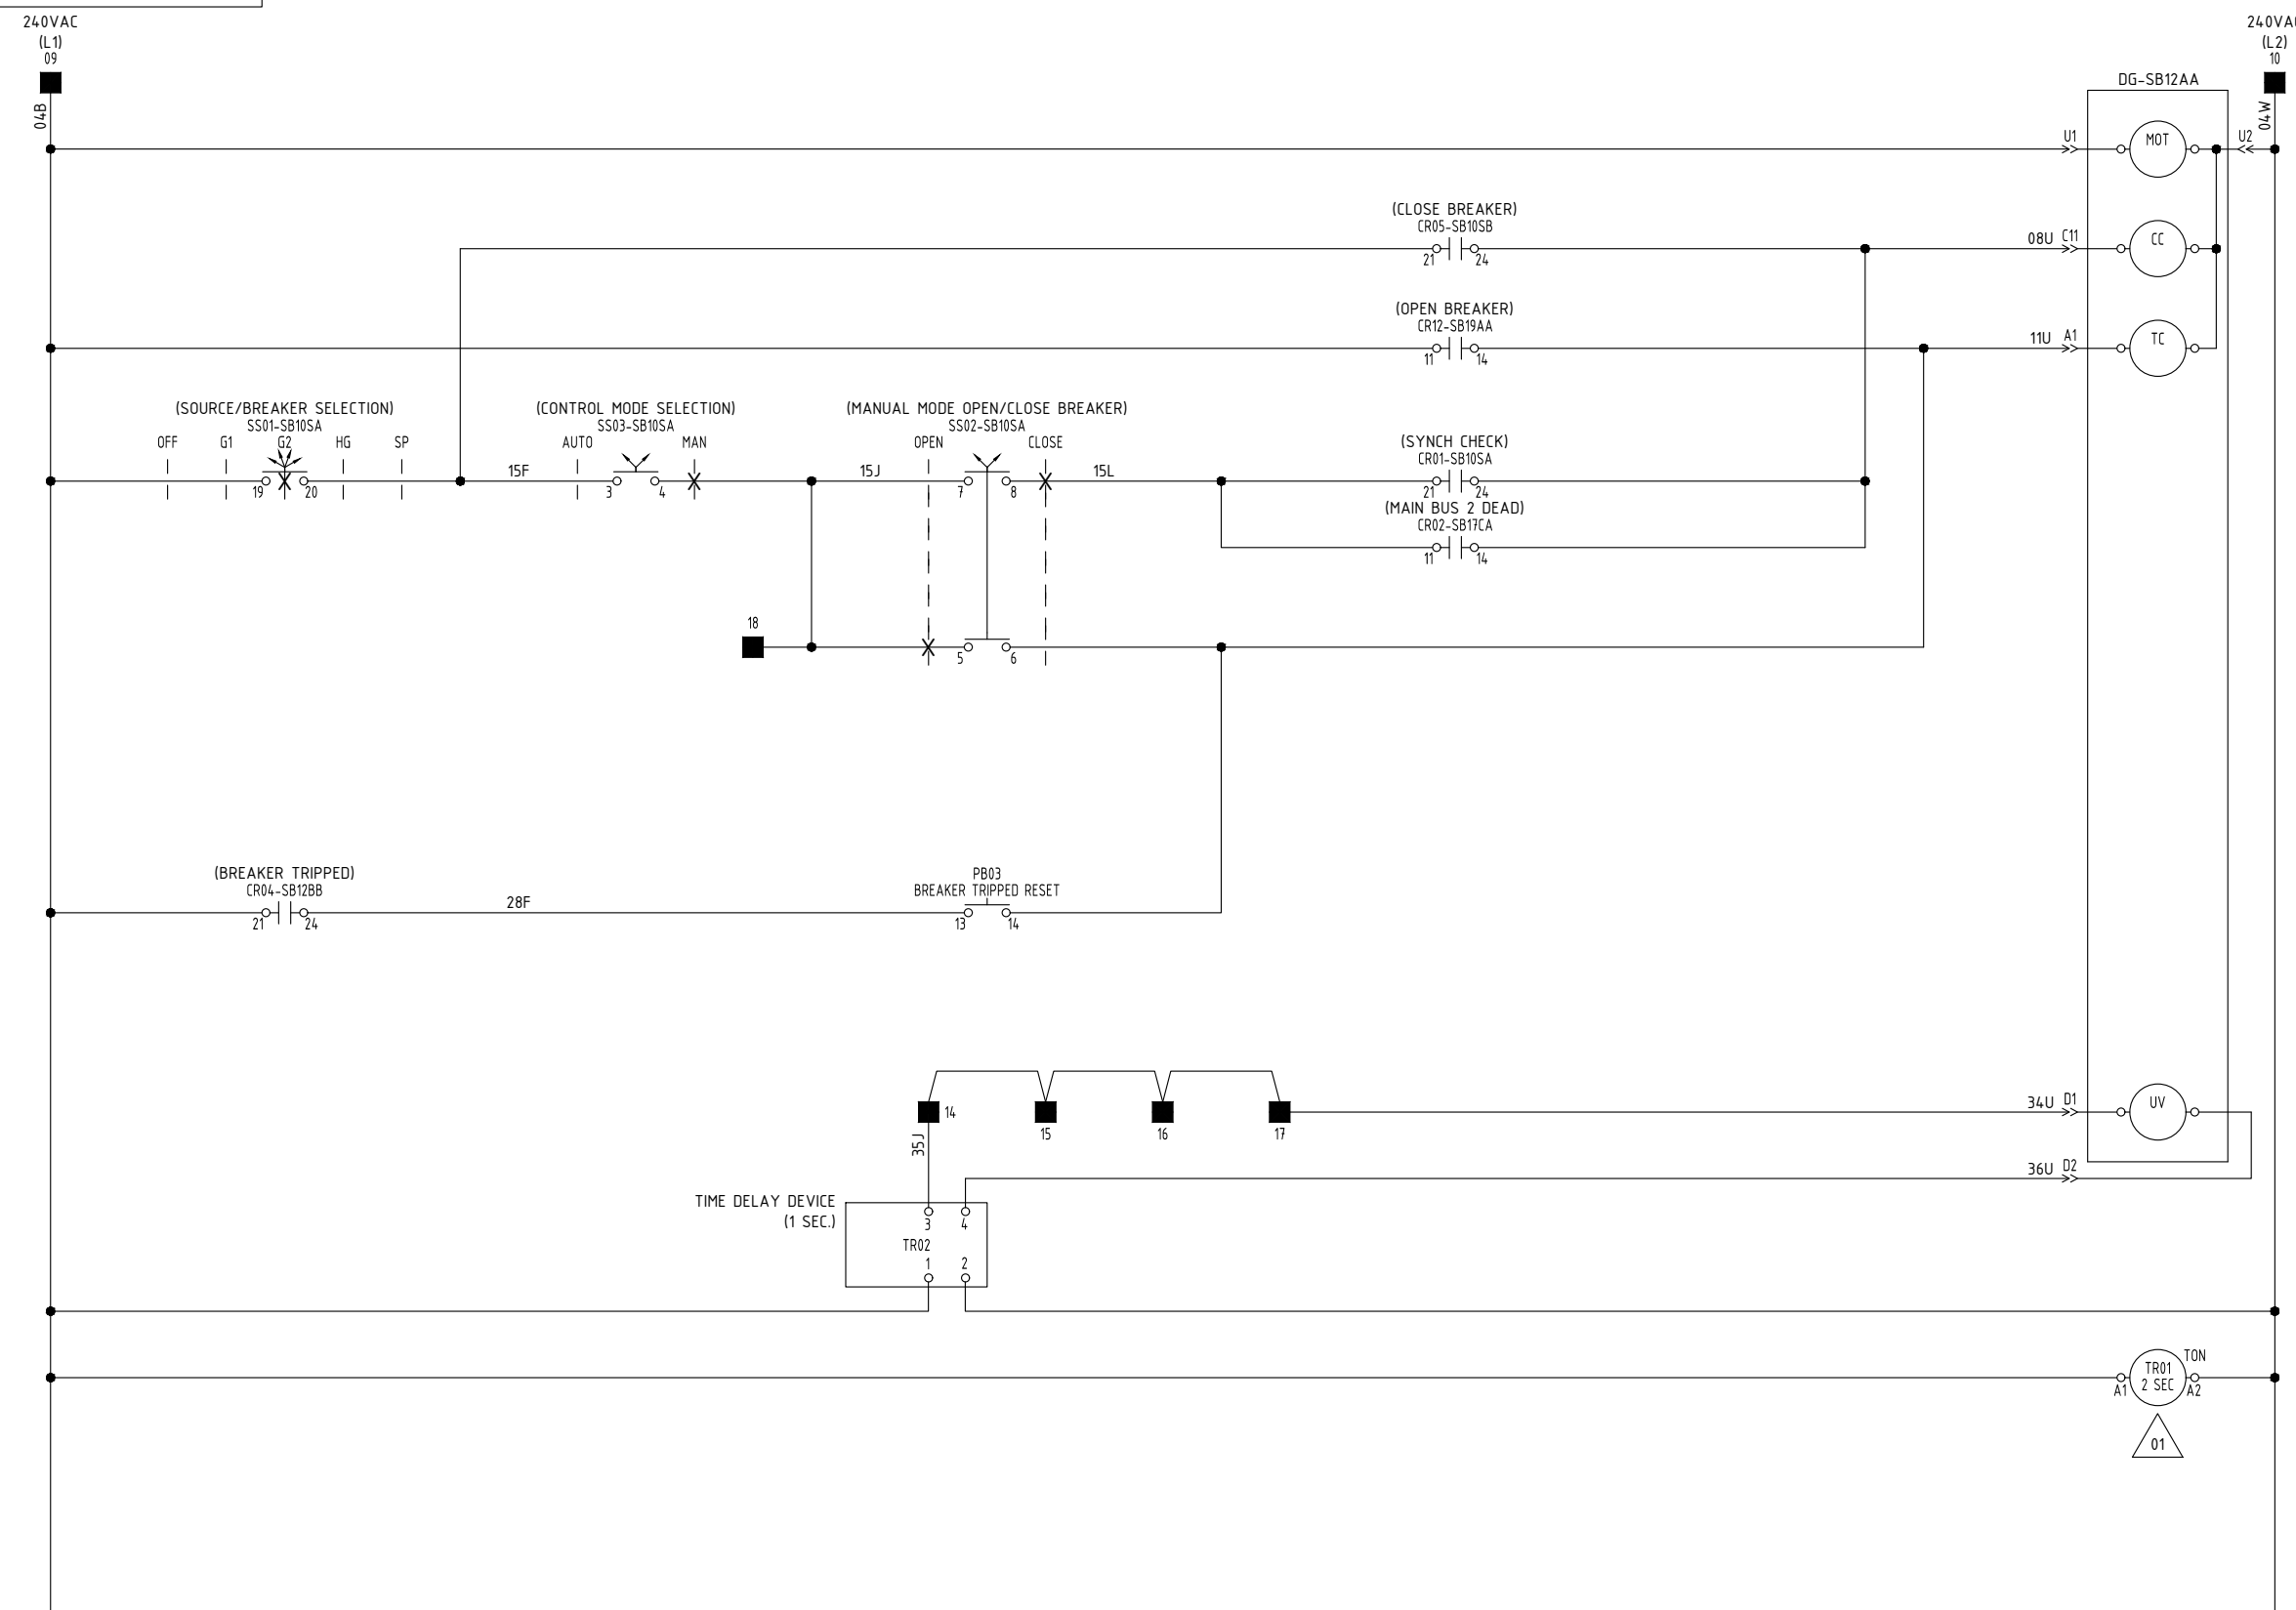 240VAC
(L1)
09
04B
240VA
(L2)
10
04W
DG-SB12AA
U1
MOT
U2
(CLOSE BREAKER)
CR05-SB10SB
21
24
08U
C11
CC
(OPEN BREAKER)
CR12-SB19AA
11
14
11U
A1
TC
(SOURCE/BREAKER SELECTION)
SS01-SB10SA
OFF
G1
G2
HG
SP
19
20
15F
(CONTROL MODE SELECTION)
SS03-SB10SA
AUTO
MAN
3
4
15J
(MANUAL MODE OPEN/CLOSE BREAKER)
SS02-SB10SA
OPEN
CLOSE
7
8
15L
(SYNCH CHECK)
CR01-SB10SA
21
24
(MAIN BUS 2 DEAD)
CR02-SB17CA
11
14
18
5
6
(BREAKER TRIPPED)
CR04-SB12BB
21
24
28F
PB03
BREAKER TRIPPED RESET
13
14
14
15
16
17
35J
34U
D1
UV
36U
D2
TIME DELAY DEVICE
(1 SEC.)
3
4
TR02
1
2
TON
TR01
2 SEC
A1
A2
01